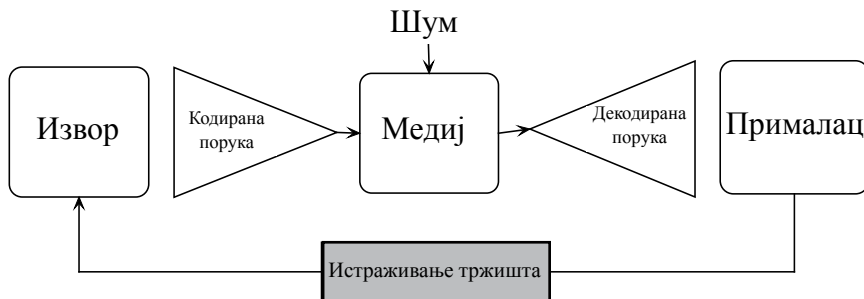 Шум
Извор
Кодирана
порука
Медиј
Декодирана
порука
Прималац
Истраживање тржишта